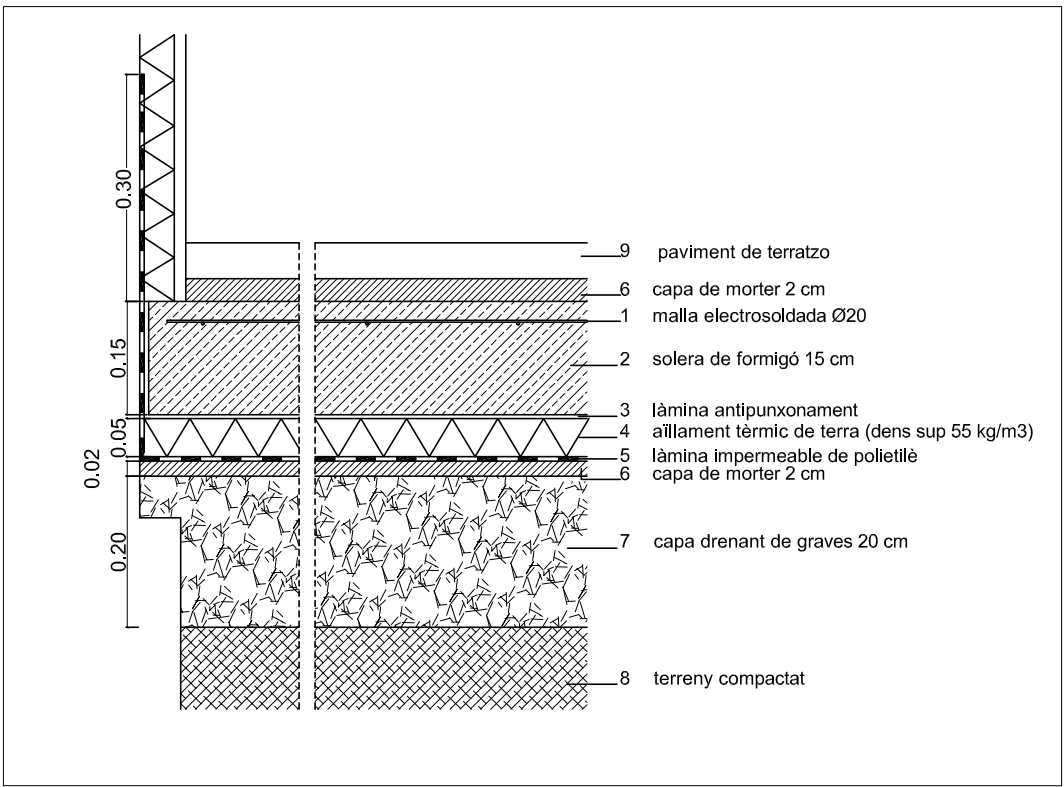 0.30
0.15
0.05
0.02
0.20
9 paviment de terratzo
6 capa de morter 2 cm
1 malla electrosoldada Ø20
2 solera de formigó 15 cm
3 làmina antipunxonament
4 aïllament tèrmic de terra (dens sup 55 kg/m3)
5 làmina impermeable de polietilè
6 capa de morter 2 cm
7 capa drenant de graves 20 cm
8 terreny compactat